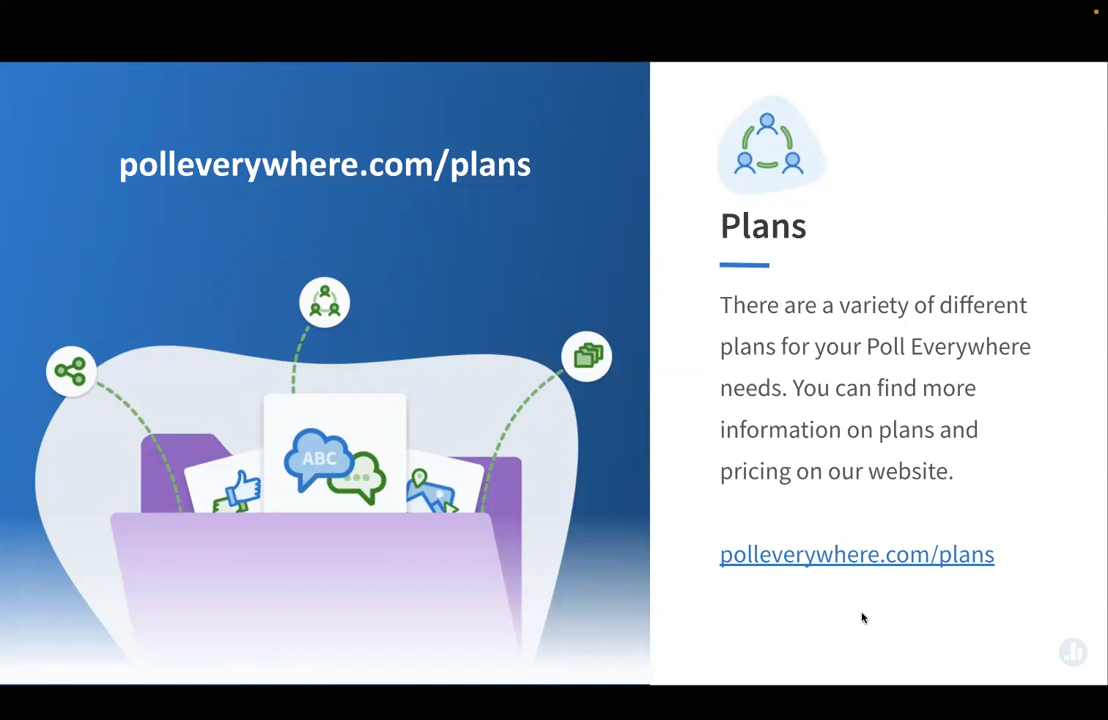 polleverywhere.com/plans
ABC
Plans
There are a variety of different
plans for your Poll Everywhere
needs. You can find more
information on plans and
pricing on our website.
polleverywhere.com/plans